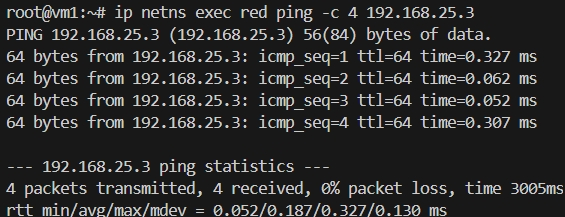 root@vm1:~# ip netns exec red ping -c 4 192.168.25.3
PING 192.168.25.3 (192.168.25.3) 56(84) bytes of data.
64 bytes from 192.168.25.3: icmp_seq=1 ttl=64 time=0.327 ms
64 bytes from 192.168.25.3: icmp_seq=2 ttl=64 time=0.062 ms
64 bytes from 192.168.25.3: icmp_seq=3 ttl=64 time=0.052 ms
64 bytes from 192.168.25.3: icmp_seq=4 ttl=64 time=0.307 ms
--- 192.168.25.3 ping statistics ---
4 packets transmitted, 4 received, 0% packet loss, time 3005ms
rtt min/avg/max/mdev = 0.052/0.187/0.327/0.130 ms